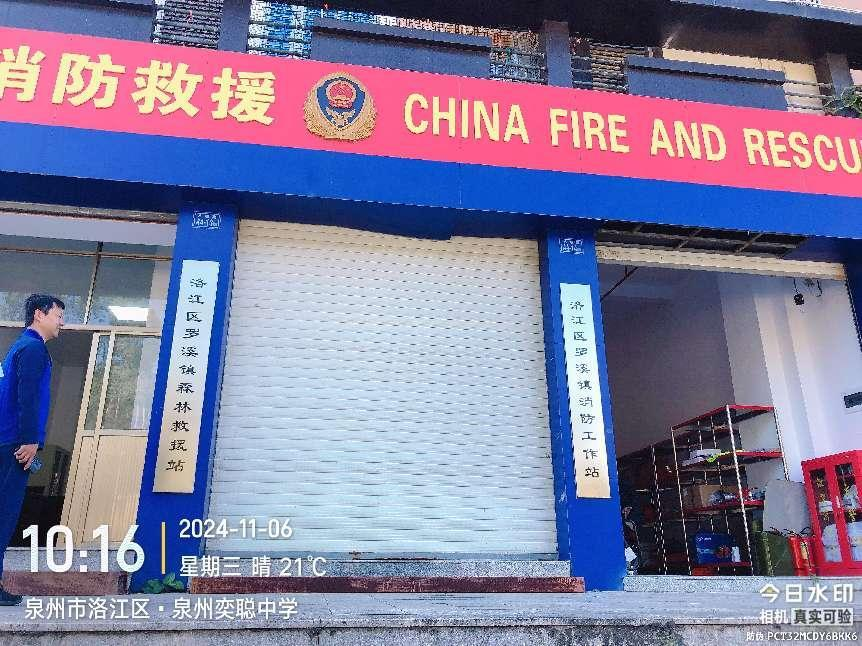 消防救援
CHINA FIRE AND RESCU
洛江区罗溪镇森林救援站
洛江区罗溪镇消防工作站
10:16
2024-11-06
星期三 晴 21℃
泉州市洛江区·泉州奕聪中学
今日水印
相机 真实可验
防伪 PCT32MCDY6BKK6